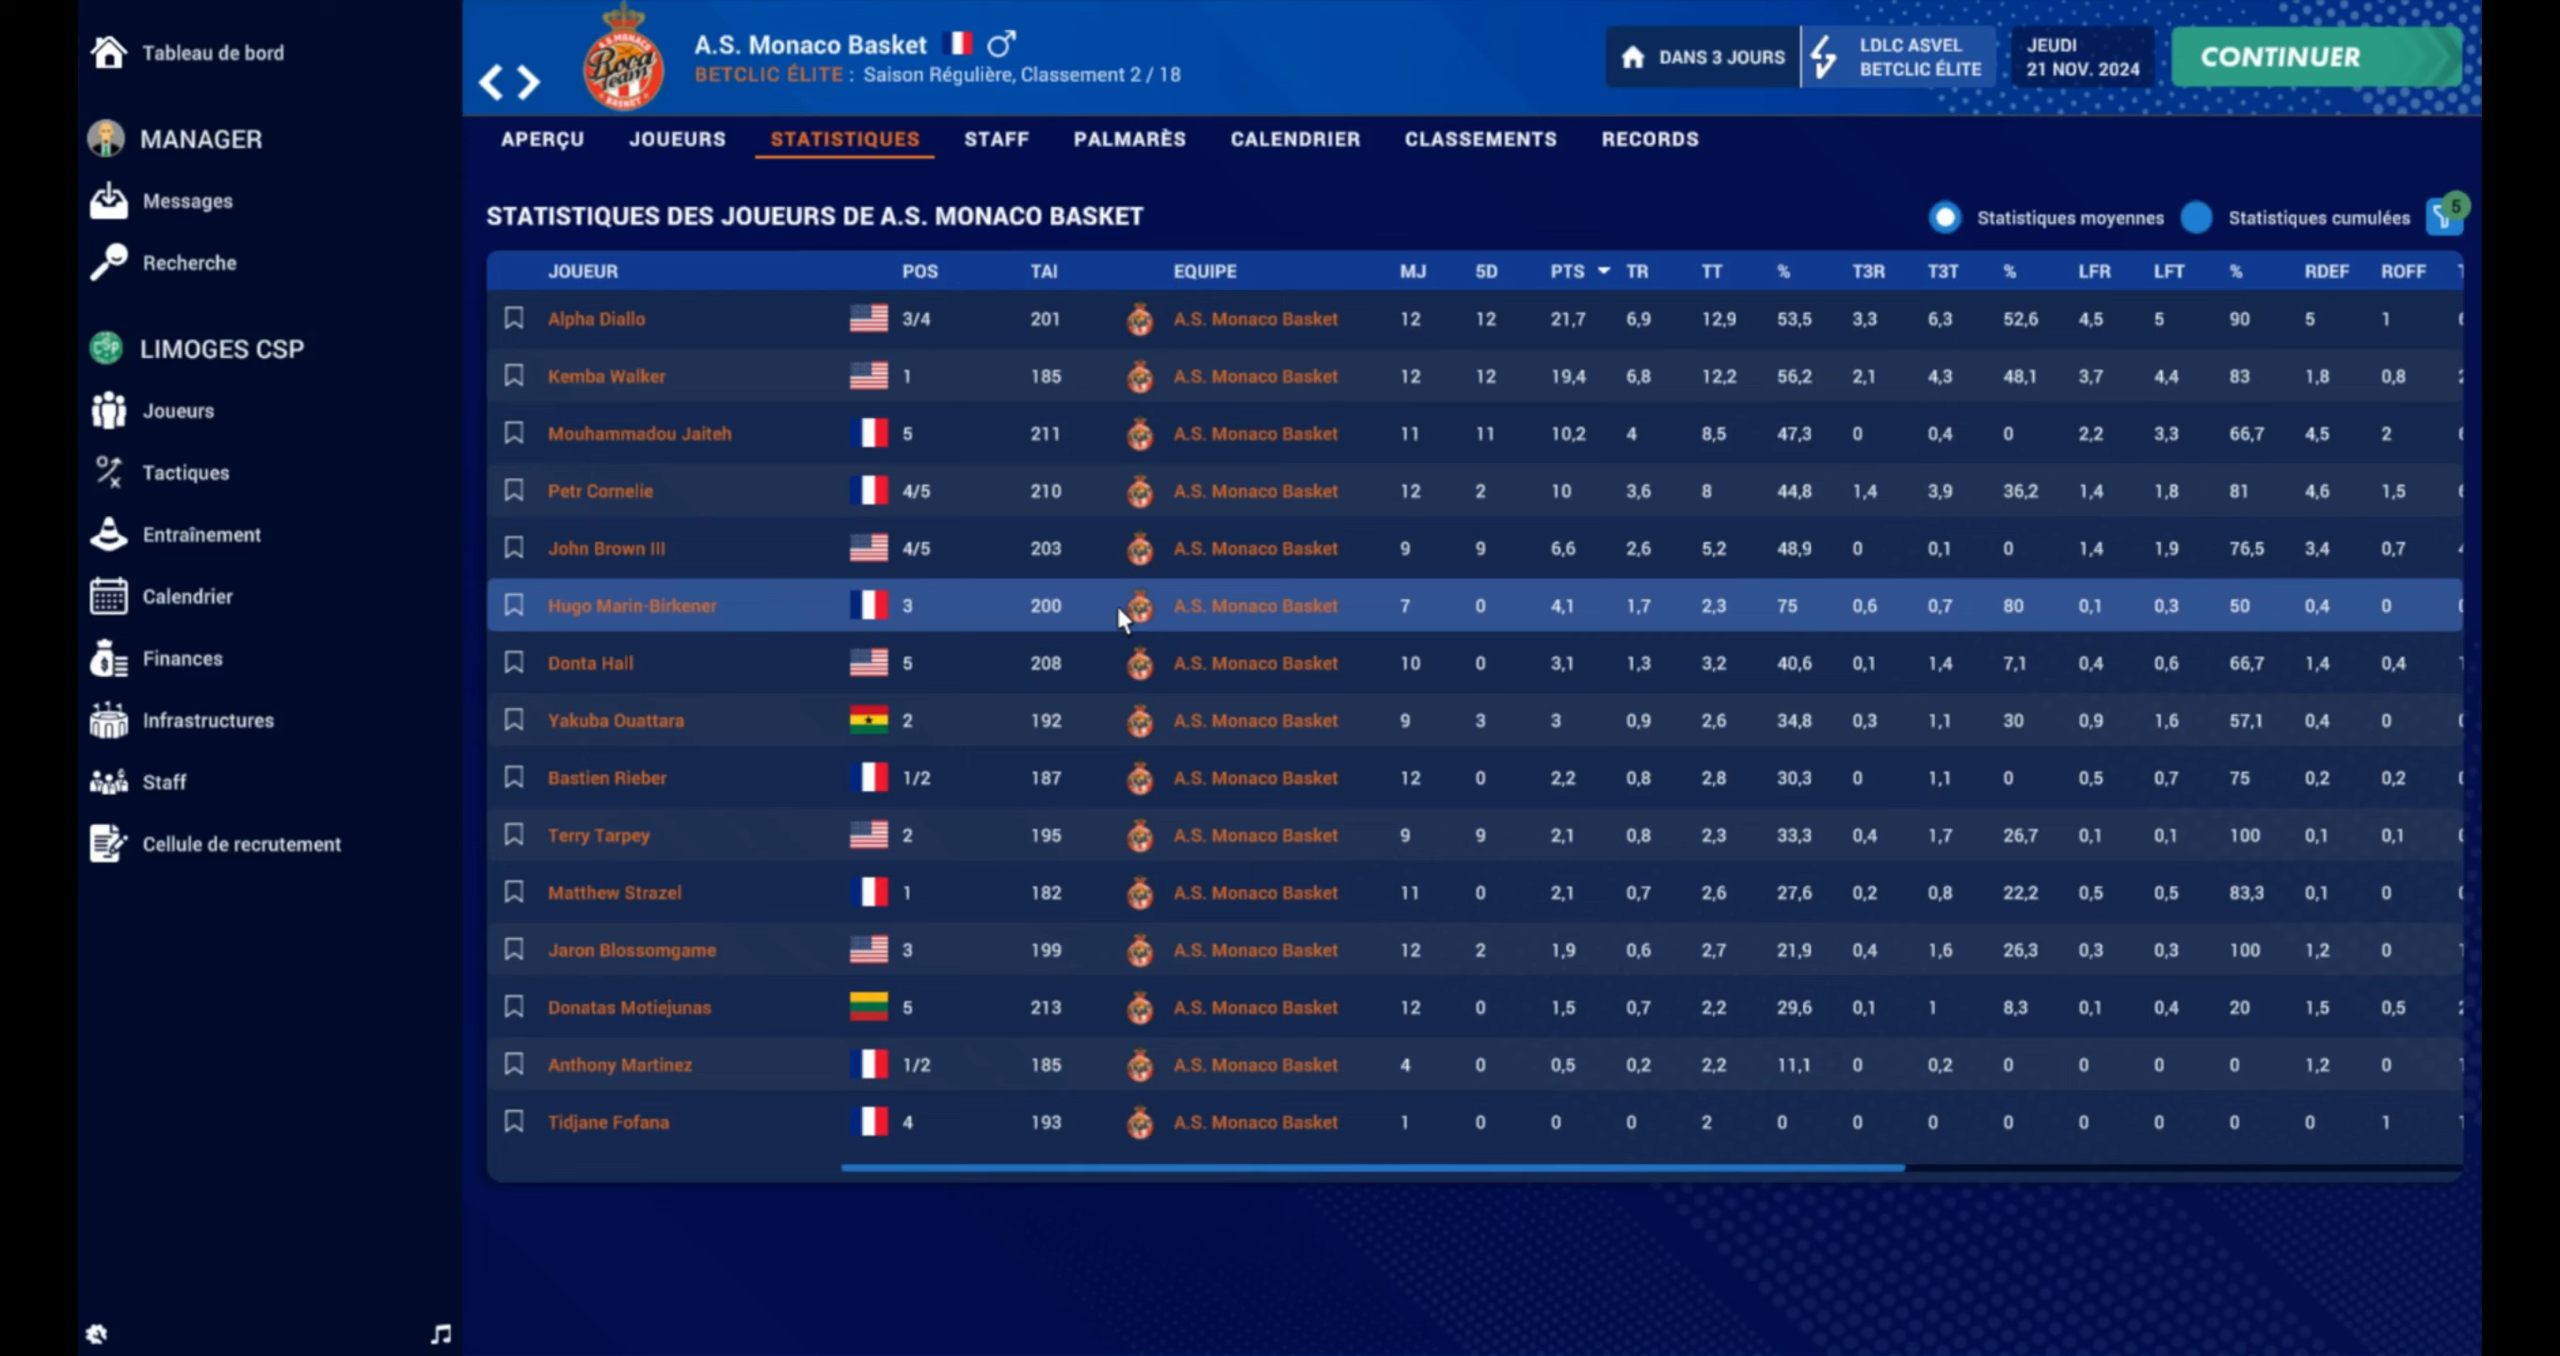 Tableau de bord
MANAGER
Messages
Recherche
LIMOGES CSP
Joueurs
Tactiques
Entraînement
Calendrier
Finances
Infrastructures
Staff
Cellule de recrutement
A.S. MONACO
Roca
Team
BASKET
A.S. Monaco Basket
BETCLIC ÉLITE : Saison Régulière, Classement 2 / 18
DANS 3 JOURS
LDLC ASVEL
BETCLIC ÉLITE
JEUDI
21 NOV. 2024
CONTINUER
APERÇU JOUEURS STATISTIQUES STAFF PALMARÈS CALENDRIER CLASSEMENTS RECORDS
STATISTIQUES DES JOUEURS DE A.S. MONACO BASKET
Statistiques moyennes Statistiques cumulées 5
JOUEUR POS TAI EQUIPE MJ 5D PTS TR TT % T3R T3T % LFR LFT % RDEF ROFF
Alpha Diallo 3/4 201 A.S. Monaco Basket 12 12 21,7 6,9 12,9 53,5 3,3 6,3 52,6 4,5 5 90 5 1
Kemba Walker 1 185 A.S. Monaco Basket 12 12 19,4 6,8 12,2 56,2 2,1 4,3 48,1 3,7 4,4 83 1,8 0,8
Mouhammadou Jaiteh 5 211 A.S. Monaco Basket 11 11 10,2 4 8,5 47,3 0 0,4 0 2,2 3,3 66,7 4,5 2
Petr Cornelie 4/5 210 A.S. Monaco Basket 12 2 10 3,6 8 44,8 1,4 3,9 36,2 1,4 1,8 81 4,6 1,5
John Brown III 4/5 203 A.S. Monaco Basket 9 9 6,6 2,6 5,2 48,9 0 0,1 0 1,4 1,9 76,5 3,4 0,7
Hugo Marin-Birkener 3 200 A.S. Monaco Basket 7 0 4,1 1,7 2,3 75 0,6 0,7 80 0,1 0,3 50 0,4 0
Donta Hall 5 208 A.S. Monaco Basket 10 0 3,1 1,3 3,2 40,6 0,1 1,4 7,1 0,4 0,6 66,7 1,4 0,4
Yakuba Ouattara 2 192 A.S. Monaco Basket 9 3 3 0,9 2,6 34,8 0,3 1,1 30 0,9 1,6 57,1 0,4 0
Bastien Rieber 1/2 187 A.S. Monaco Basket 12 0 2,2 0,8 2,8 30,3 0 1,1 0 0,5 0,7 75 0,2 0,2
Terry Tarpey 2 195 A.S. Monaco Basket 9 9 2,1 0,8 2,3 33,3 0,4 1,7 26,7 0,1 0,1 100 0,1 0,1
Matthew Strazel 1 182 A.S. Monaco Basket 11 0 2,1 0,7 2,6 27,6 0,2 0,8 22,2 0,5 0,5 83,3 0,1 0
Jaron Blossomgame 3 199 A.S. Monaco Basket 12 2 1,9 0,6 2,7 21,9 0,4 1,6 26,3 0,3 0,3 100 1,2 0
Donatas Motiejunas 5 213 A.S. Monaco Basket 12 0 1,5 0,7 2,2 29,6 0,1 1 8,3 0,1 0,4 20 1,5 0,5
Anthony Martinez 1/2 185 A.S. Monaco Basket 4 0 0,5 0,2 2,2 11,1 0 0,2 0 0 0 0 1,2 0
Tidjane Fofana 4 193 A.S. Monaco Basket 1 0 0 0 2 0 0 0 0 0 0 0 0 1